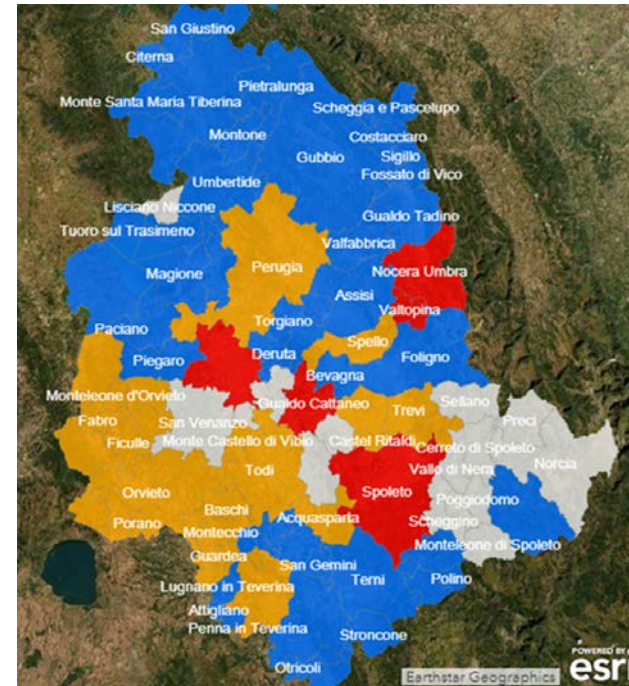 San Giustino
Citerna
Pietralunga
Monte Santa Maria Tiberina
Scheggia e Pascelupo
Montone
Costacciaro
Gubbio
Sigillo
Fossato di Vico
Umbertide
Lisciano Niccone
Gualdo Tadino
Tuoro sul Trasimeno
Valfabbrica
Perugia
Nocera Umbra
Magione
Assisi
Valtopina
Torgiano
Paciano
Spello
Piegaro
Deruta
Foligno
Bevagna
Monteleone d'Orvieto
Gualdo Cattaneo
Sellano
Trevi
Fabro
San Venanzo
Preci
Ficulle
Monte Castello di Vibio
Castel Ritaldi
Cerreto di Spoleto
Todi
Vallo di Nera
Norcia
Orvieto
Spoleto
Poggiodomo
Baschi
Porano
Acquasparta
Scheggino
Montecchio
Monteleone di Spoleto
Guardea
San Gemini
Terni
Polino
Lugnano in Teverina
Attigliano
Penna in Teverina
Stroncone
Otricoli
POWERED BY
esri
Earthstar Geographics